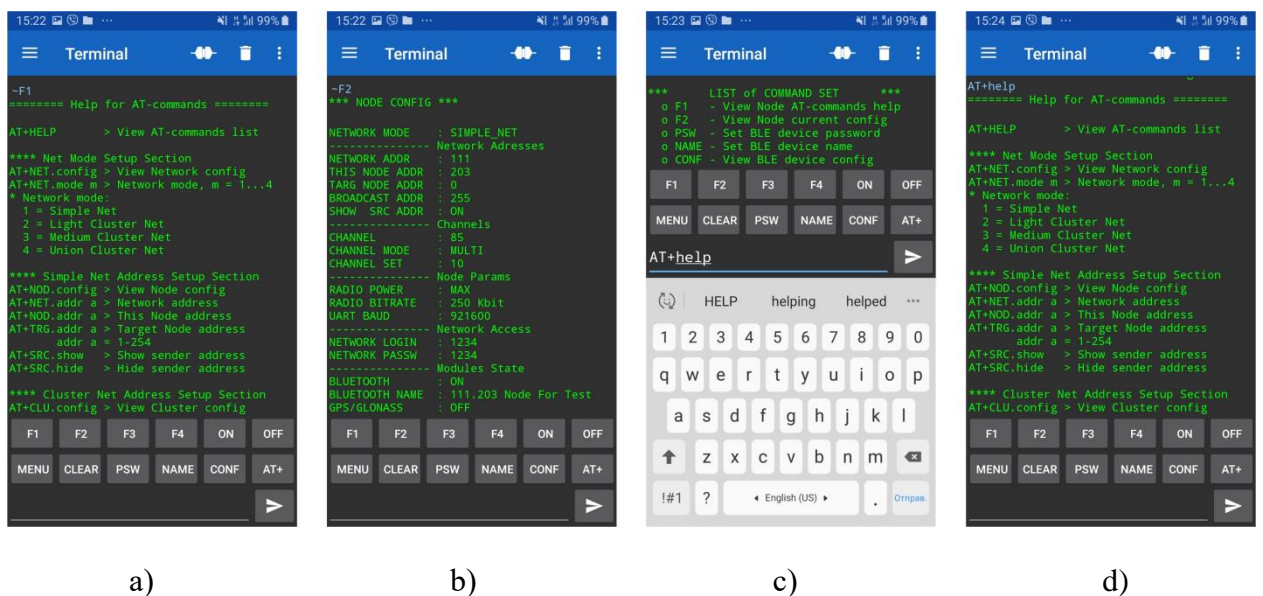 15:22 99%
Terminal
~F1
======== Help for AT-commands ========
AT+HELP > View AT-commands list
**** Net Mode Setup Section
AT+NET.config > View Network config
AT+NET.mode m > Network mode, m = 1...4
* Network mode:
1 = Simple Net
2 = Light Cluster Net
3 = Medium Cluster Net
4 = Union Cluster Net
**** Simple Net Address Setup Section
AT+NOD.config > View Node config
AT+NET.addr a > Network address
AT+NOD.addr a > This Node address
AT+TRG.addr a > Target Node address
addr a = 1-254
AT+SRC.show > Show sender address
AT+SRC.hide > Hide sender address
**** Cluster Net Address Setup Section
AT+CLU.config > View Cluster config
F1 F2 F3 F4 ON OFF
MENU CLEAR PSW NAME CONF AT+
a)
15:22 99%
Terminal
~F2
*** NODE CONFIG ***
NETWORK MODE : SIMPLE_NET
--------------- Network Adresses
NETWORK ADDR : 111
THIS NODE ADDR : 203
TARG NODE ADDR : 0
BROADCAST ADDR : 255
SHOW SRC ADDR : ON
--------------- Channels
CHANNEL : 85
CHANNEL MODE : MULTI
CHANNEL SET : 10
--------------- Node Params
RADIO POWER : MAX
RADIO BITRATE : 250 Kbit
UART BAUD : 921600
--------------- Network Access
NETWORK LOGIN : 1234
NETWORK PASSW : 1234
--------------- Modules State
BLUETOOTH : ON
BLUETOOTH NAME : 111.203 Node For Test
GPS/GLONASS : OFF
F1 F2 F3 F4 ON OFF
MENU CLEAR PSW NAME CONF AT+
b)
15:23 99%
Terminal
*** LIST of COMMAND SET ***
o F1 - View Node AT-commands help
o F2 - View Node current config
o PSW - Set BLE device password
o NAME - Set BLE device name
o CONF - View BLE device config
F1 F2 F3 F4 ON OFF
MENU CLEAR PSW NAME CONF AT+
AT+help
HELP helping helped ...
1 2 3 4 5 6 7 8 9 0
q w e r t y u i o p
a s d f g h j k l
z x c v b n m
!#1 ? English (US) . Отправ.
c)
15:24 99%
Terminal
AT+help
======== Help for AT-commands ========
AT+HELP > View AT-commands list
**** Net Mode Setup Section
AT+NET.config > View Network config
AT+NET.mode m > Network mode, m = 1...4
* Network mode:
1 = Simple Net
2 = Light Cluster Net
3 = Medium Cluster Net
4 = Union Cluster Net
**** Simple Net Address Setup Section
AT+NOD.config > View Node config
AT+NET.addr a > Network address
AT+NOD.addr a > This Node address
AT+TRG.addr a > Target Node address
addr a = 1-254
AT+SRC.show > Show sender address
AT+SRC.hide > Hide sender address
**** Cluster Net Address Setup Section
AT+CLU.config > View Cluster config
F1 F2 F3 F4 ON OFF
MENU CLEAR PSW NAME CONF AT+
d)